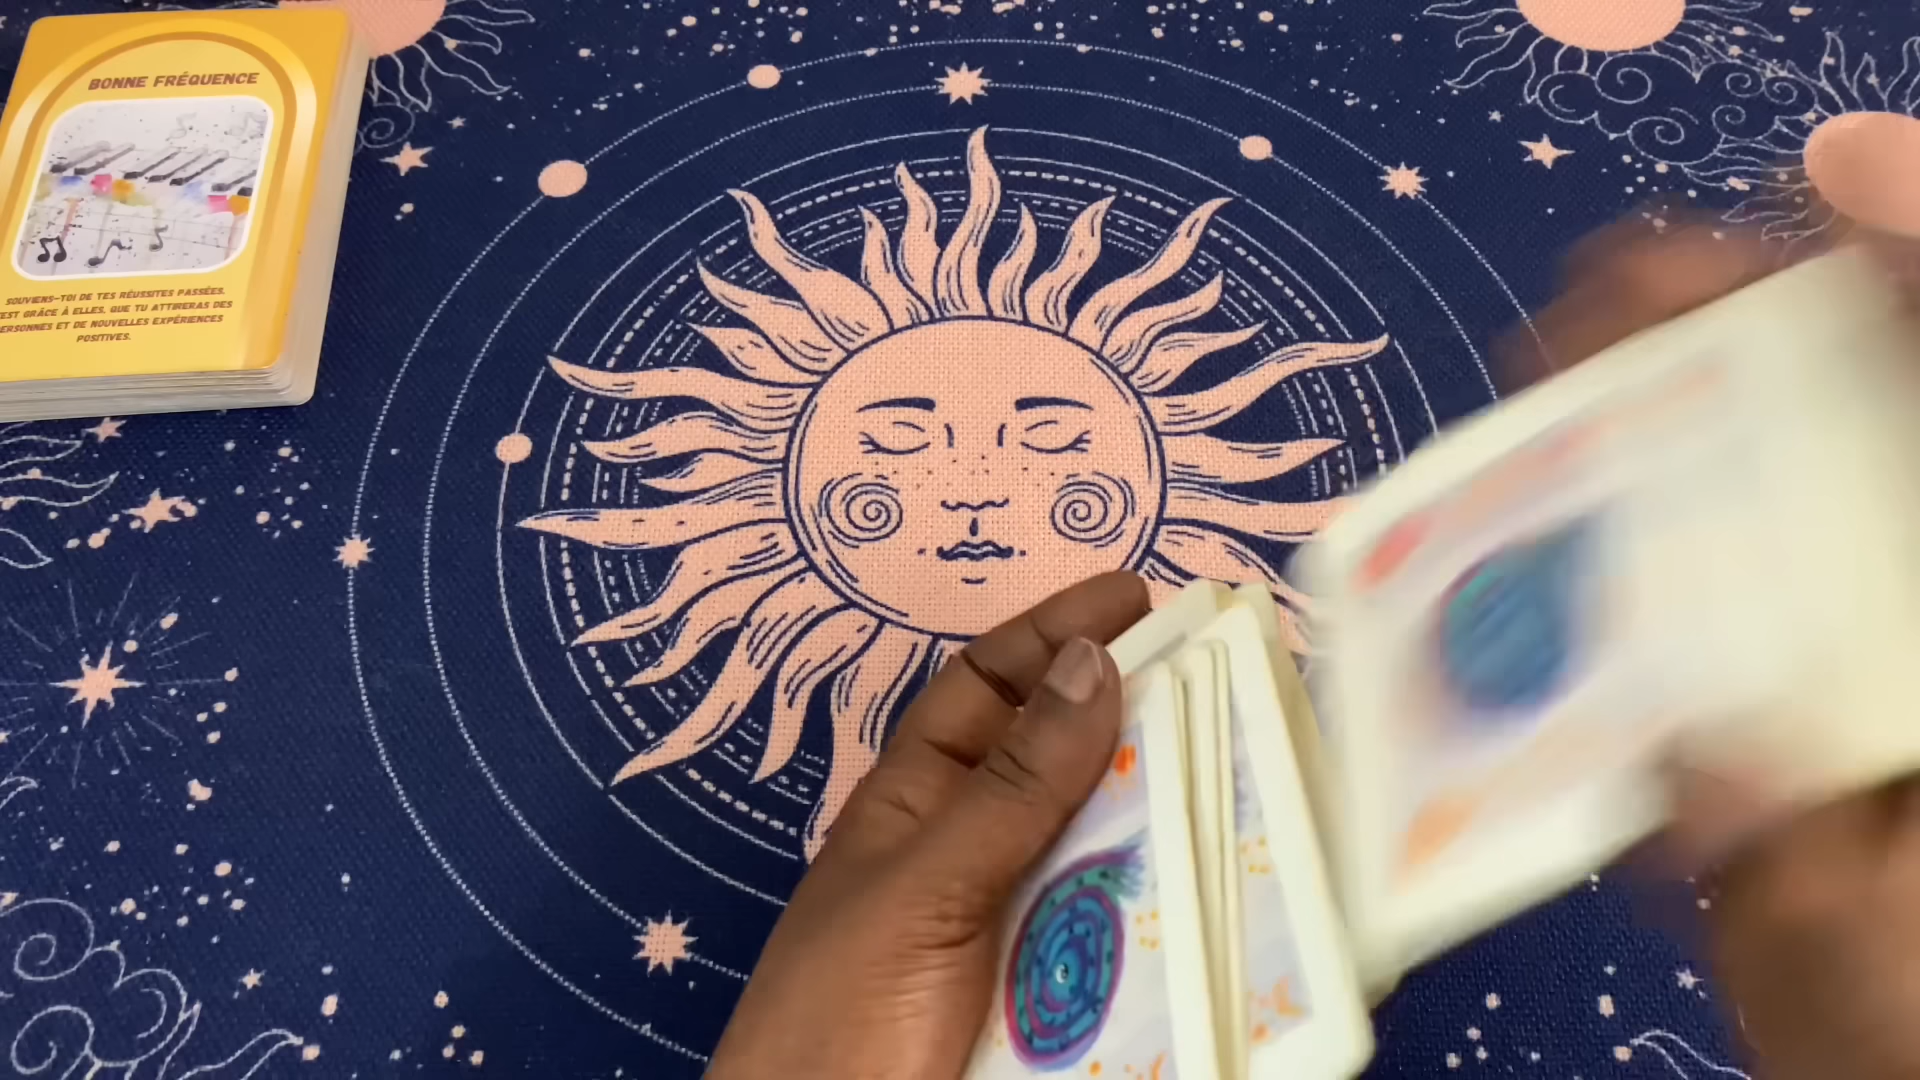 BONNE FRÉQUENCE
SOUVIENS-TOI DE TES RÉUSSITES PASSÉES.
EST GRÂCE À ELLES, QUE TU ATTIRERAS DES
ERSONNES ET DE NOUVELLES EXPÉRIENCES
POSITIVES.